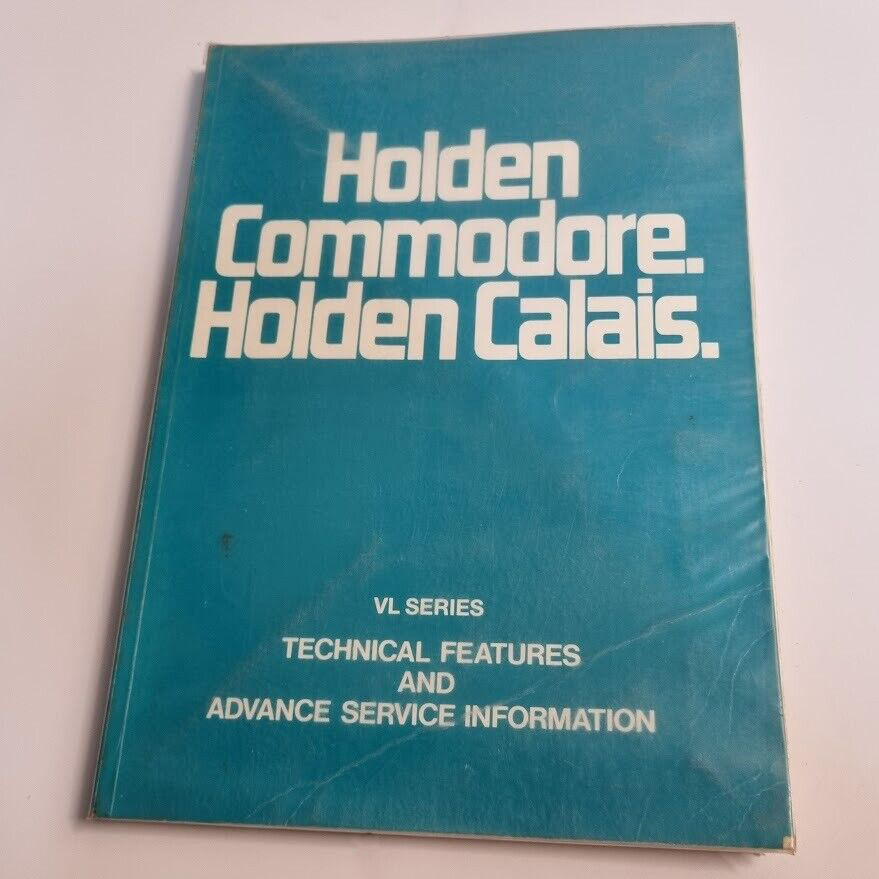 Holden
Commodore.
Holden Calais.
VL SERIES
TECHNICAL FEATURES
AND
ADVANCE SERVICE INFORMATION